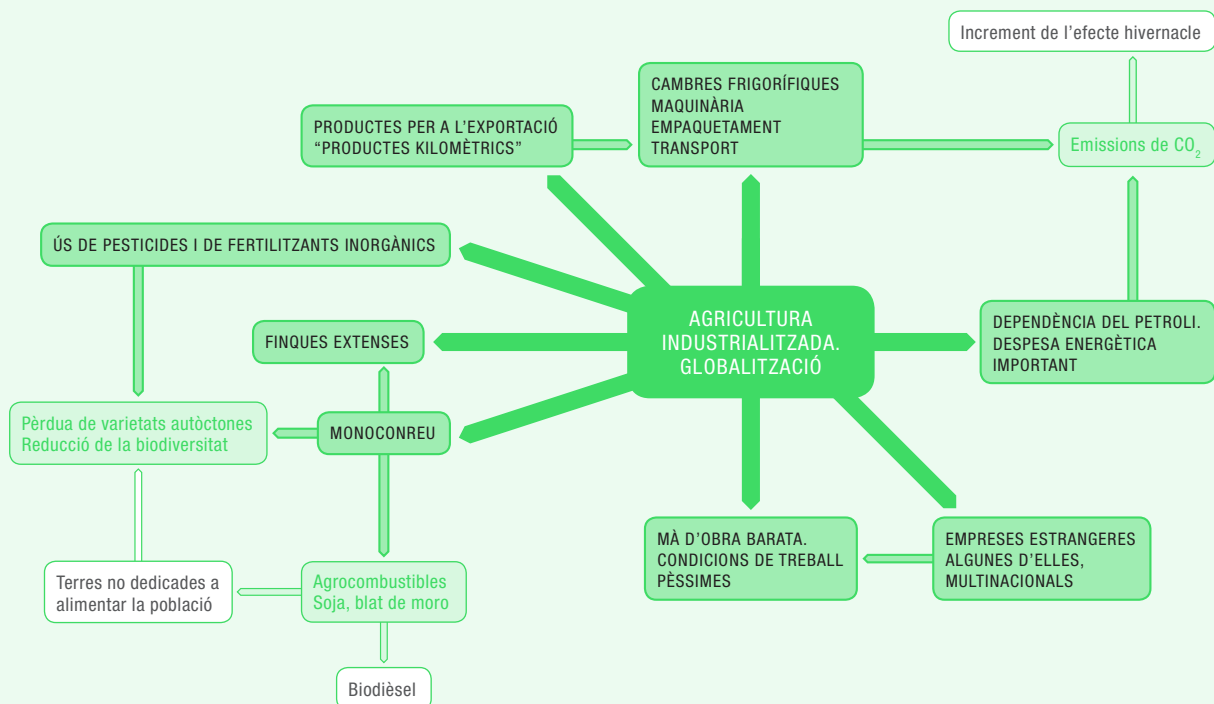 Increment de l’efecte hivernacle
CAMBRES FRIGORÍFIQUES
MAQUINÀRIA
EMPAQUETAMENT
TRANSPORT
PRODUCTES PER A L’EXPORTACIÓ
“PRODUCTES KILOMÈTRICS”
Emissions de CO₂
ÚS DE PESTICIDES I DE FERTILITZANTS INORGÀNICS
AGRICULTURA
INDUSTRIALITZADA.
GLOBALITZACIÓ
FINQUES EXTENSES
DEPENDÈNCIA DEL PETROLI.
DESPESA ENERGÈTICA
IMPORTANT
Pèrdua de varietats autòctones
Reducció de la biodiversitat
MONOCONREU
MÀ D’OBRA BARATA.
CONDICIONS DE TREBALL
PÈSSIMES
EMPRESES ESTRANGERES
ALGUNES D’ELLES,
MULTINACIONALS
Terres no dedicades a
alimentar la població
Agrocombustibles
Soja, blat de moro
Biodièsel